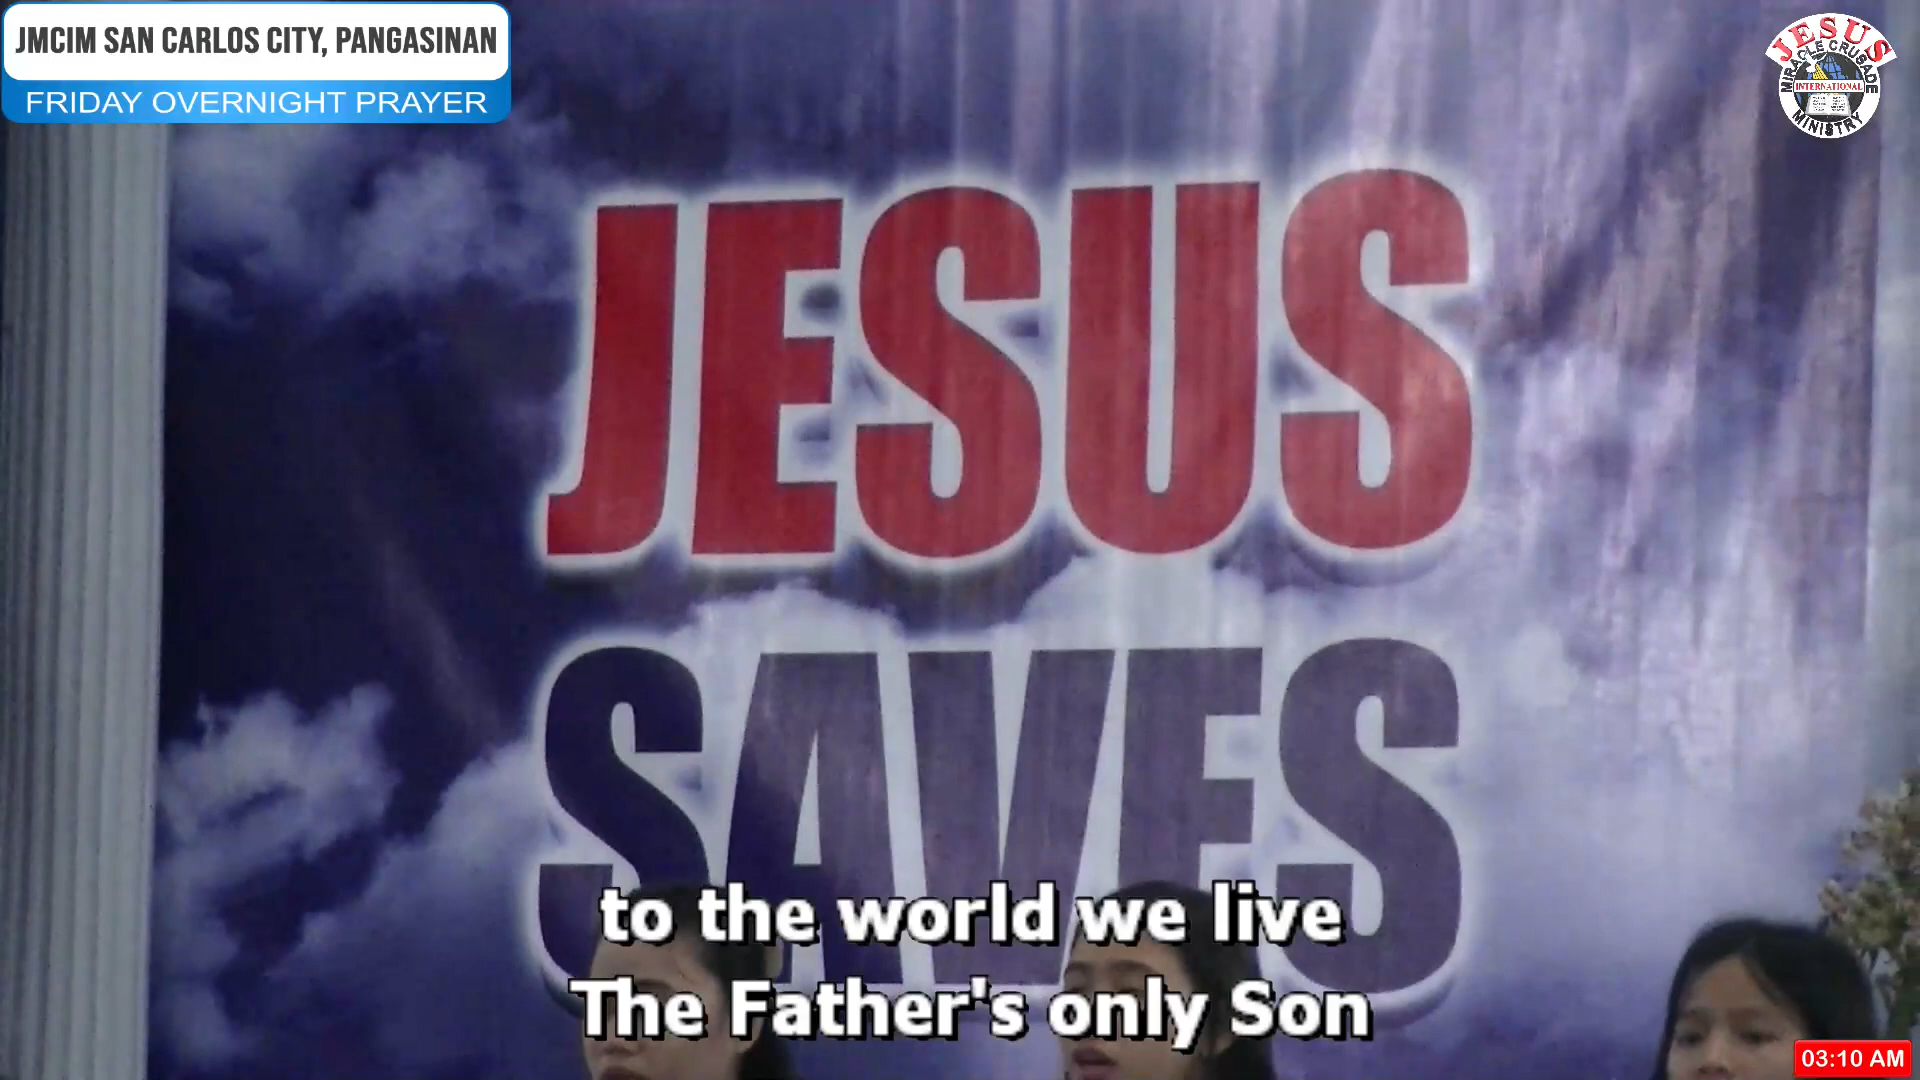 JMCIM SAN CARLOS CITY, PANGASINAN
FRIDAY OVERNIGHT PRAYER
JESUS
MIRACLE CRUSADE
INTERNATIONAL
MINISTRY
JESUS
SAVES
to the world we live
The Father's only Son
03:10 AM